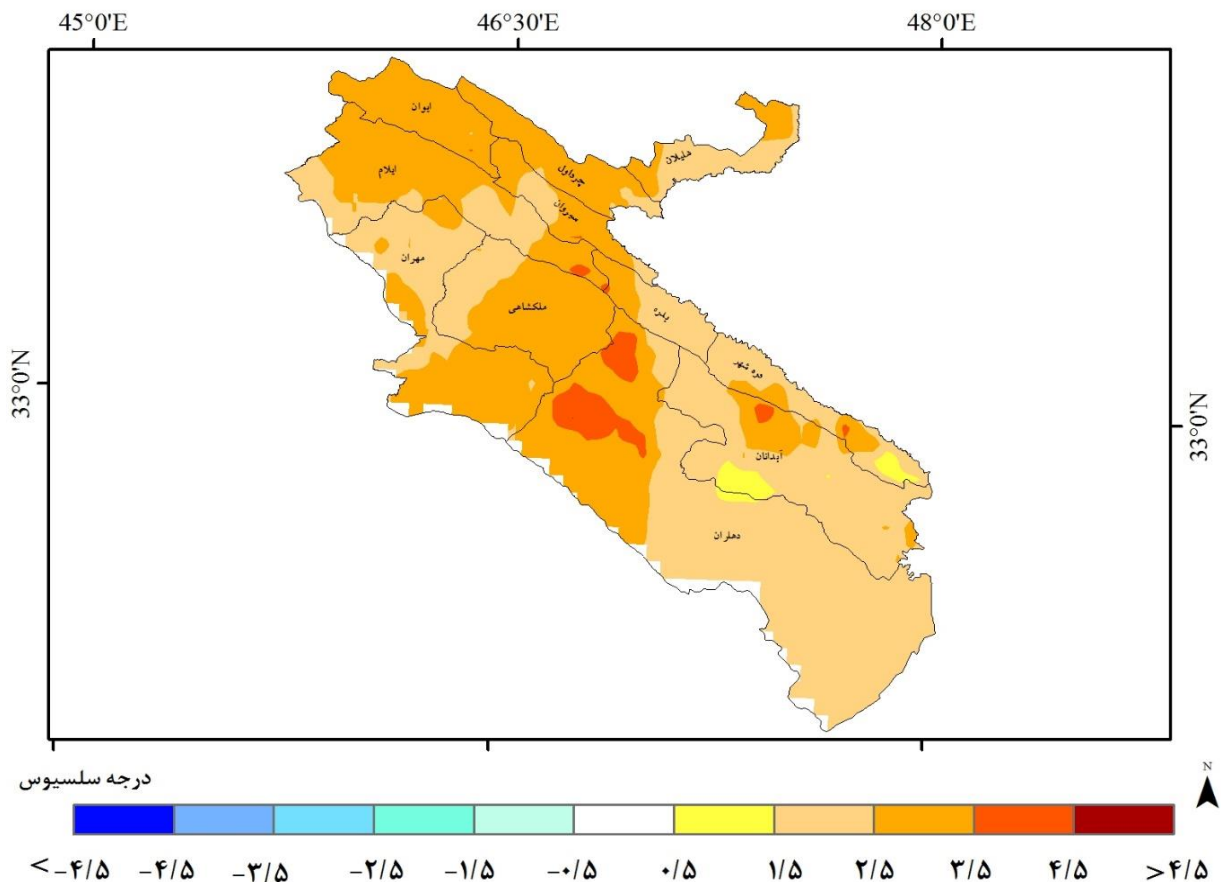 45°0'E 46°30'E 48°0'E
ایوان
هلیلان
ایلام
چرداول
سیروان
مهران
ملکشاهی
بدره
33°0'N
دره شهر
33°0'N
آبدانان
دهلران
درجه سلسیوس
N
< -۴/۵ -۴/۵ -۳/۵ -۲/۵ -۱/۵ -۰/۵ ۰/۵ ۱/۵ ۲/۵ ۳/۵ ۴/۵ > ۴/۵